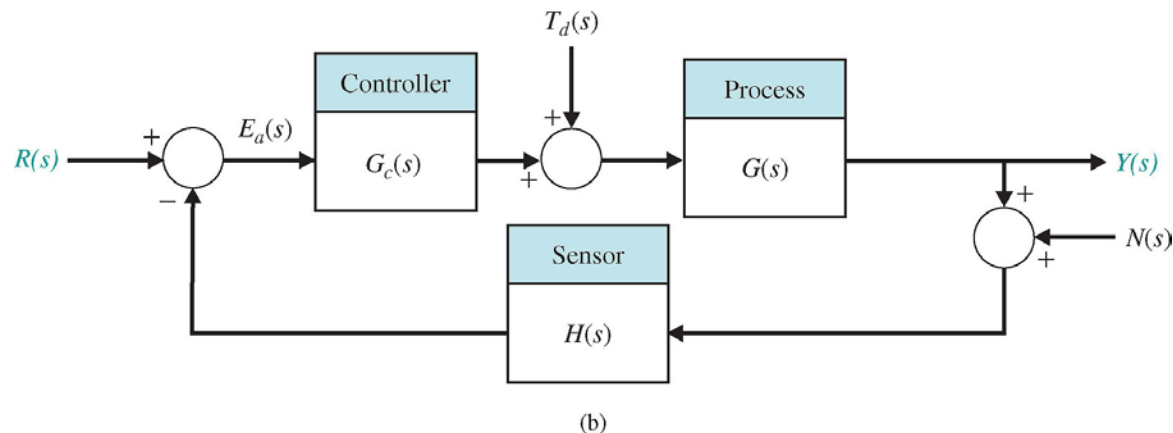 T_d(s)
Controller
Process
+
+
E_a(s)
R(s)
G_c(s)
+
G(s)
Y(s)
−
+
Sensor
N(s)
+
H(s)
(b)